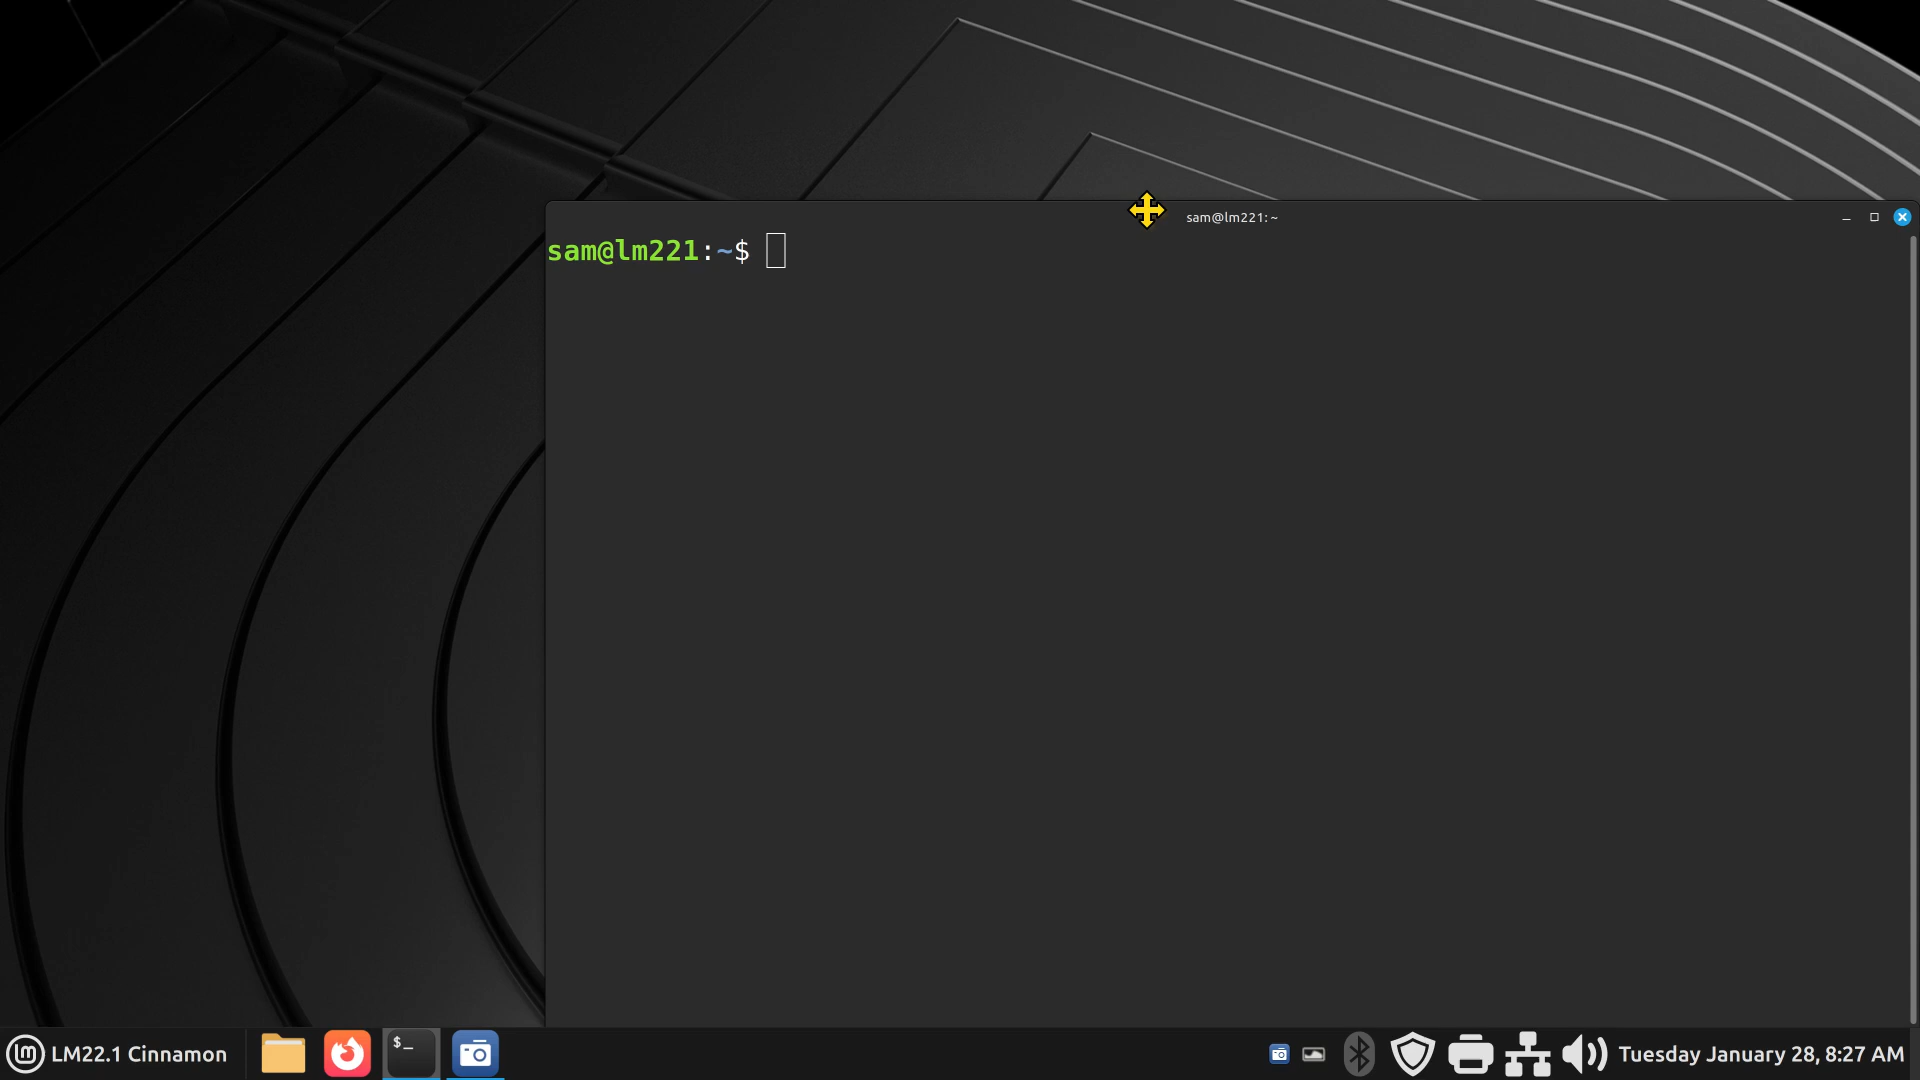 sam@lm221: ~
sam@lm221:~$
$_
LM22.1 Cinnamon
Tuesday January 28, 8:27 AM